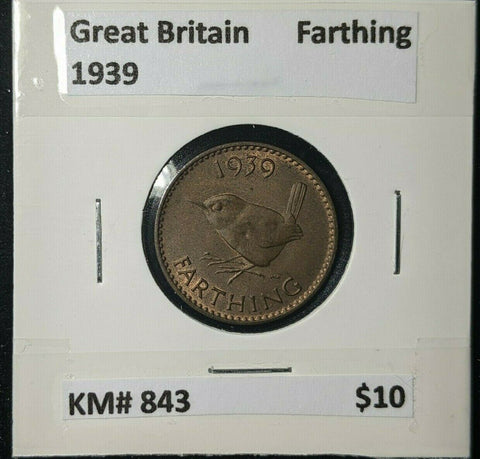 Great Britain Farthing
1939
1939
FARTHING
KM# 843 $10